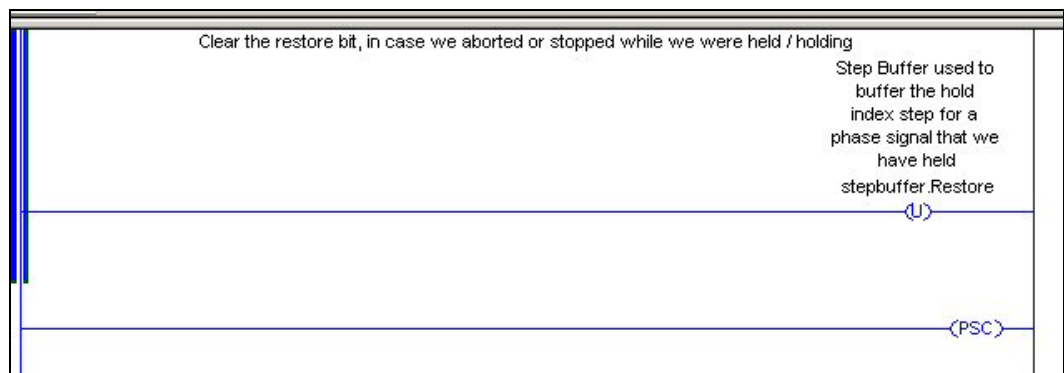 Clear the restore bit, in case we aborted or stopped while we were held / holding
Step Buffer used to
buffer the hold
index step for a
phase signal that we
have held
stepbuffer.Restore
(U)
(PSC)